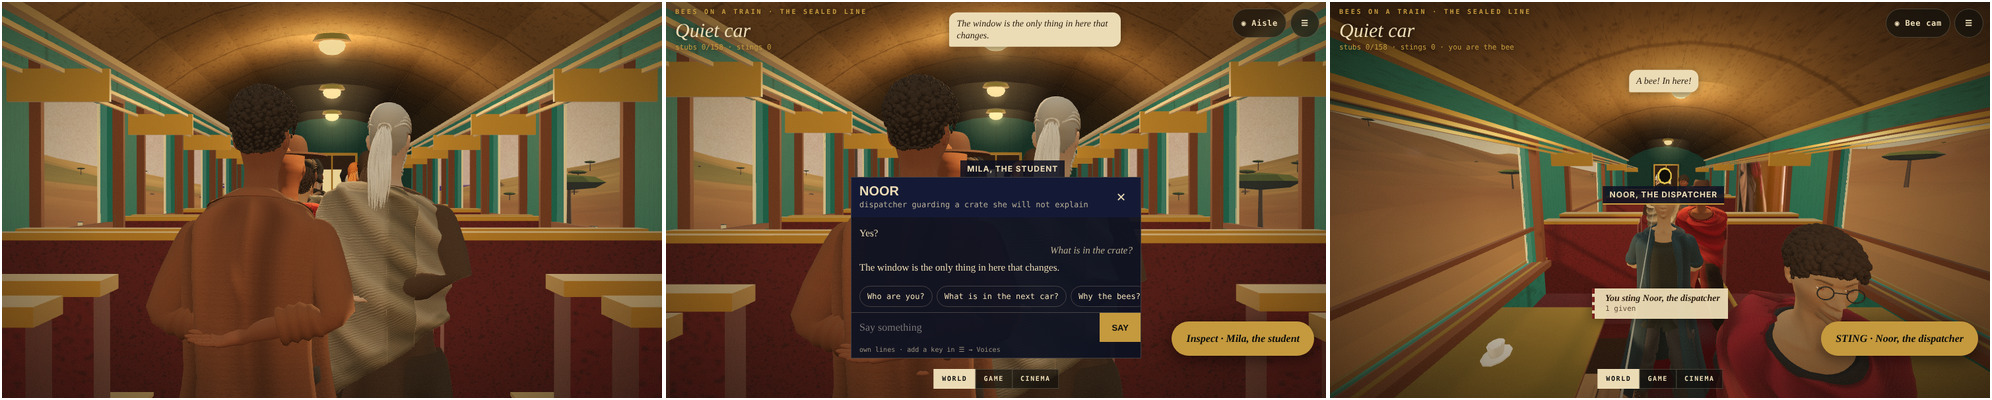 BEES ON A TRAIN · THE SEALED LINE
Quiet car
stubs 0/158 · stings 0
The window is the only thing in here that
changes.
◉ Aisle
☰
MILA, THE STUDENT
NOOR
✕
dispatcher guarding a crate she will not explain
Yes?
What is in the crate?
The window is the only thing in here that changes.
Who are you?
What is in the next car?
Why the bees?
Say something
SAY
own lines · add a key in ☰ → Voices
Inspect · Mila, the student
WORLD
GAME
CINEMA
BEES ON A TRAIN · THE SEALED LINE
Quiet car
stubs 0/158 · stings 0 · you are the bee
◉ Bee cam
☰
A bee! In here!
NOOR, THE DISPATCHER
You sting Noor, the dispatcher
1 given
STING · Noor, the dispatcher
WORLD
GAME
CINEMA